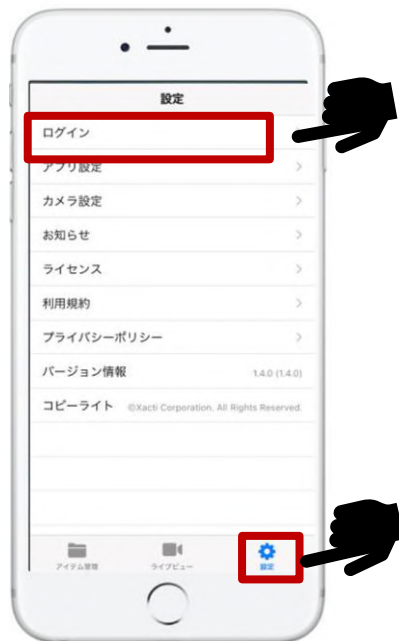 設定
ログイン
アプリ設定
カメラ設定
お知らせ
ライセンス
利用規約
プライバシーポリシー
バージョン情報 1.4.0 (1.4.0)
コピーライト ©Xacti Corporation. All Rights Reserved.
アイテム管理 ライブビュー 設定